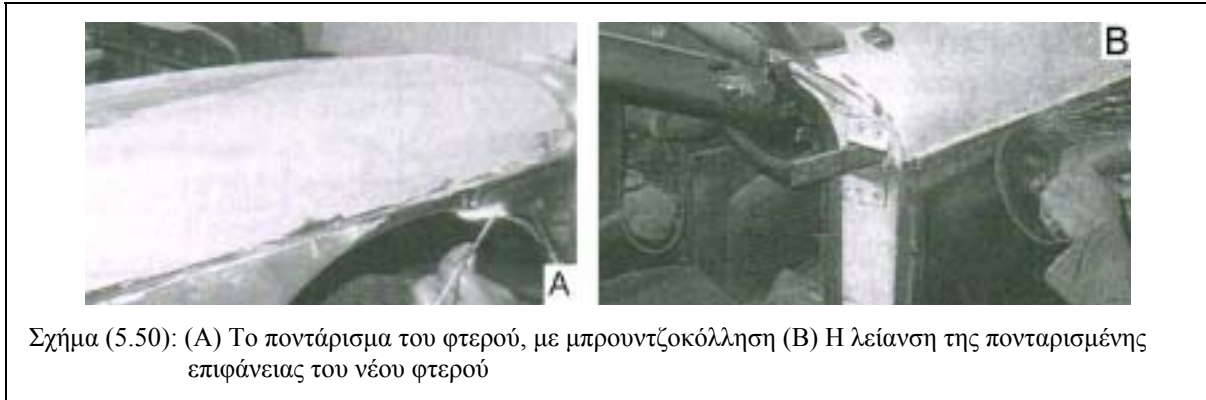 B
A
Σχήμα (5.50): (Α) Το ποντάρισμα του φτερού, με μπρουντζοκόλληση (Β) Η λείανση της πονταρισμένης
επιφάνειας του νέου φτερού